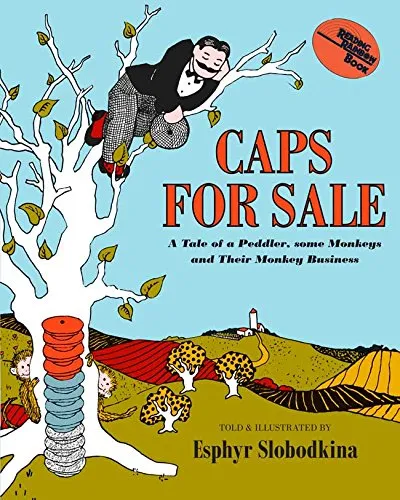 READING
RAINBOW
BOOK
CAPS
FOR SALE
A Tale of a Peddler, some Monkeys
and Their Monkey Business
TOLD & ILLUSTRATED BY
Esphyr Slobodkina